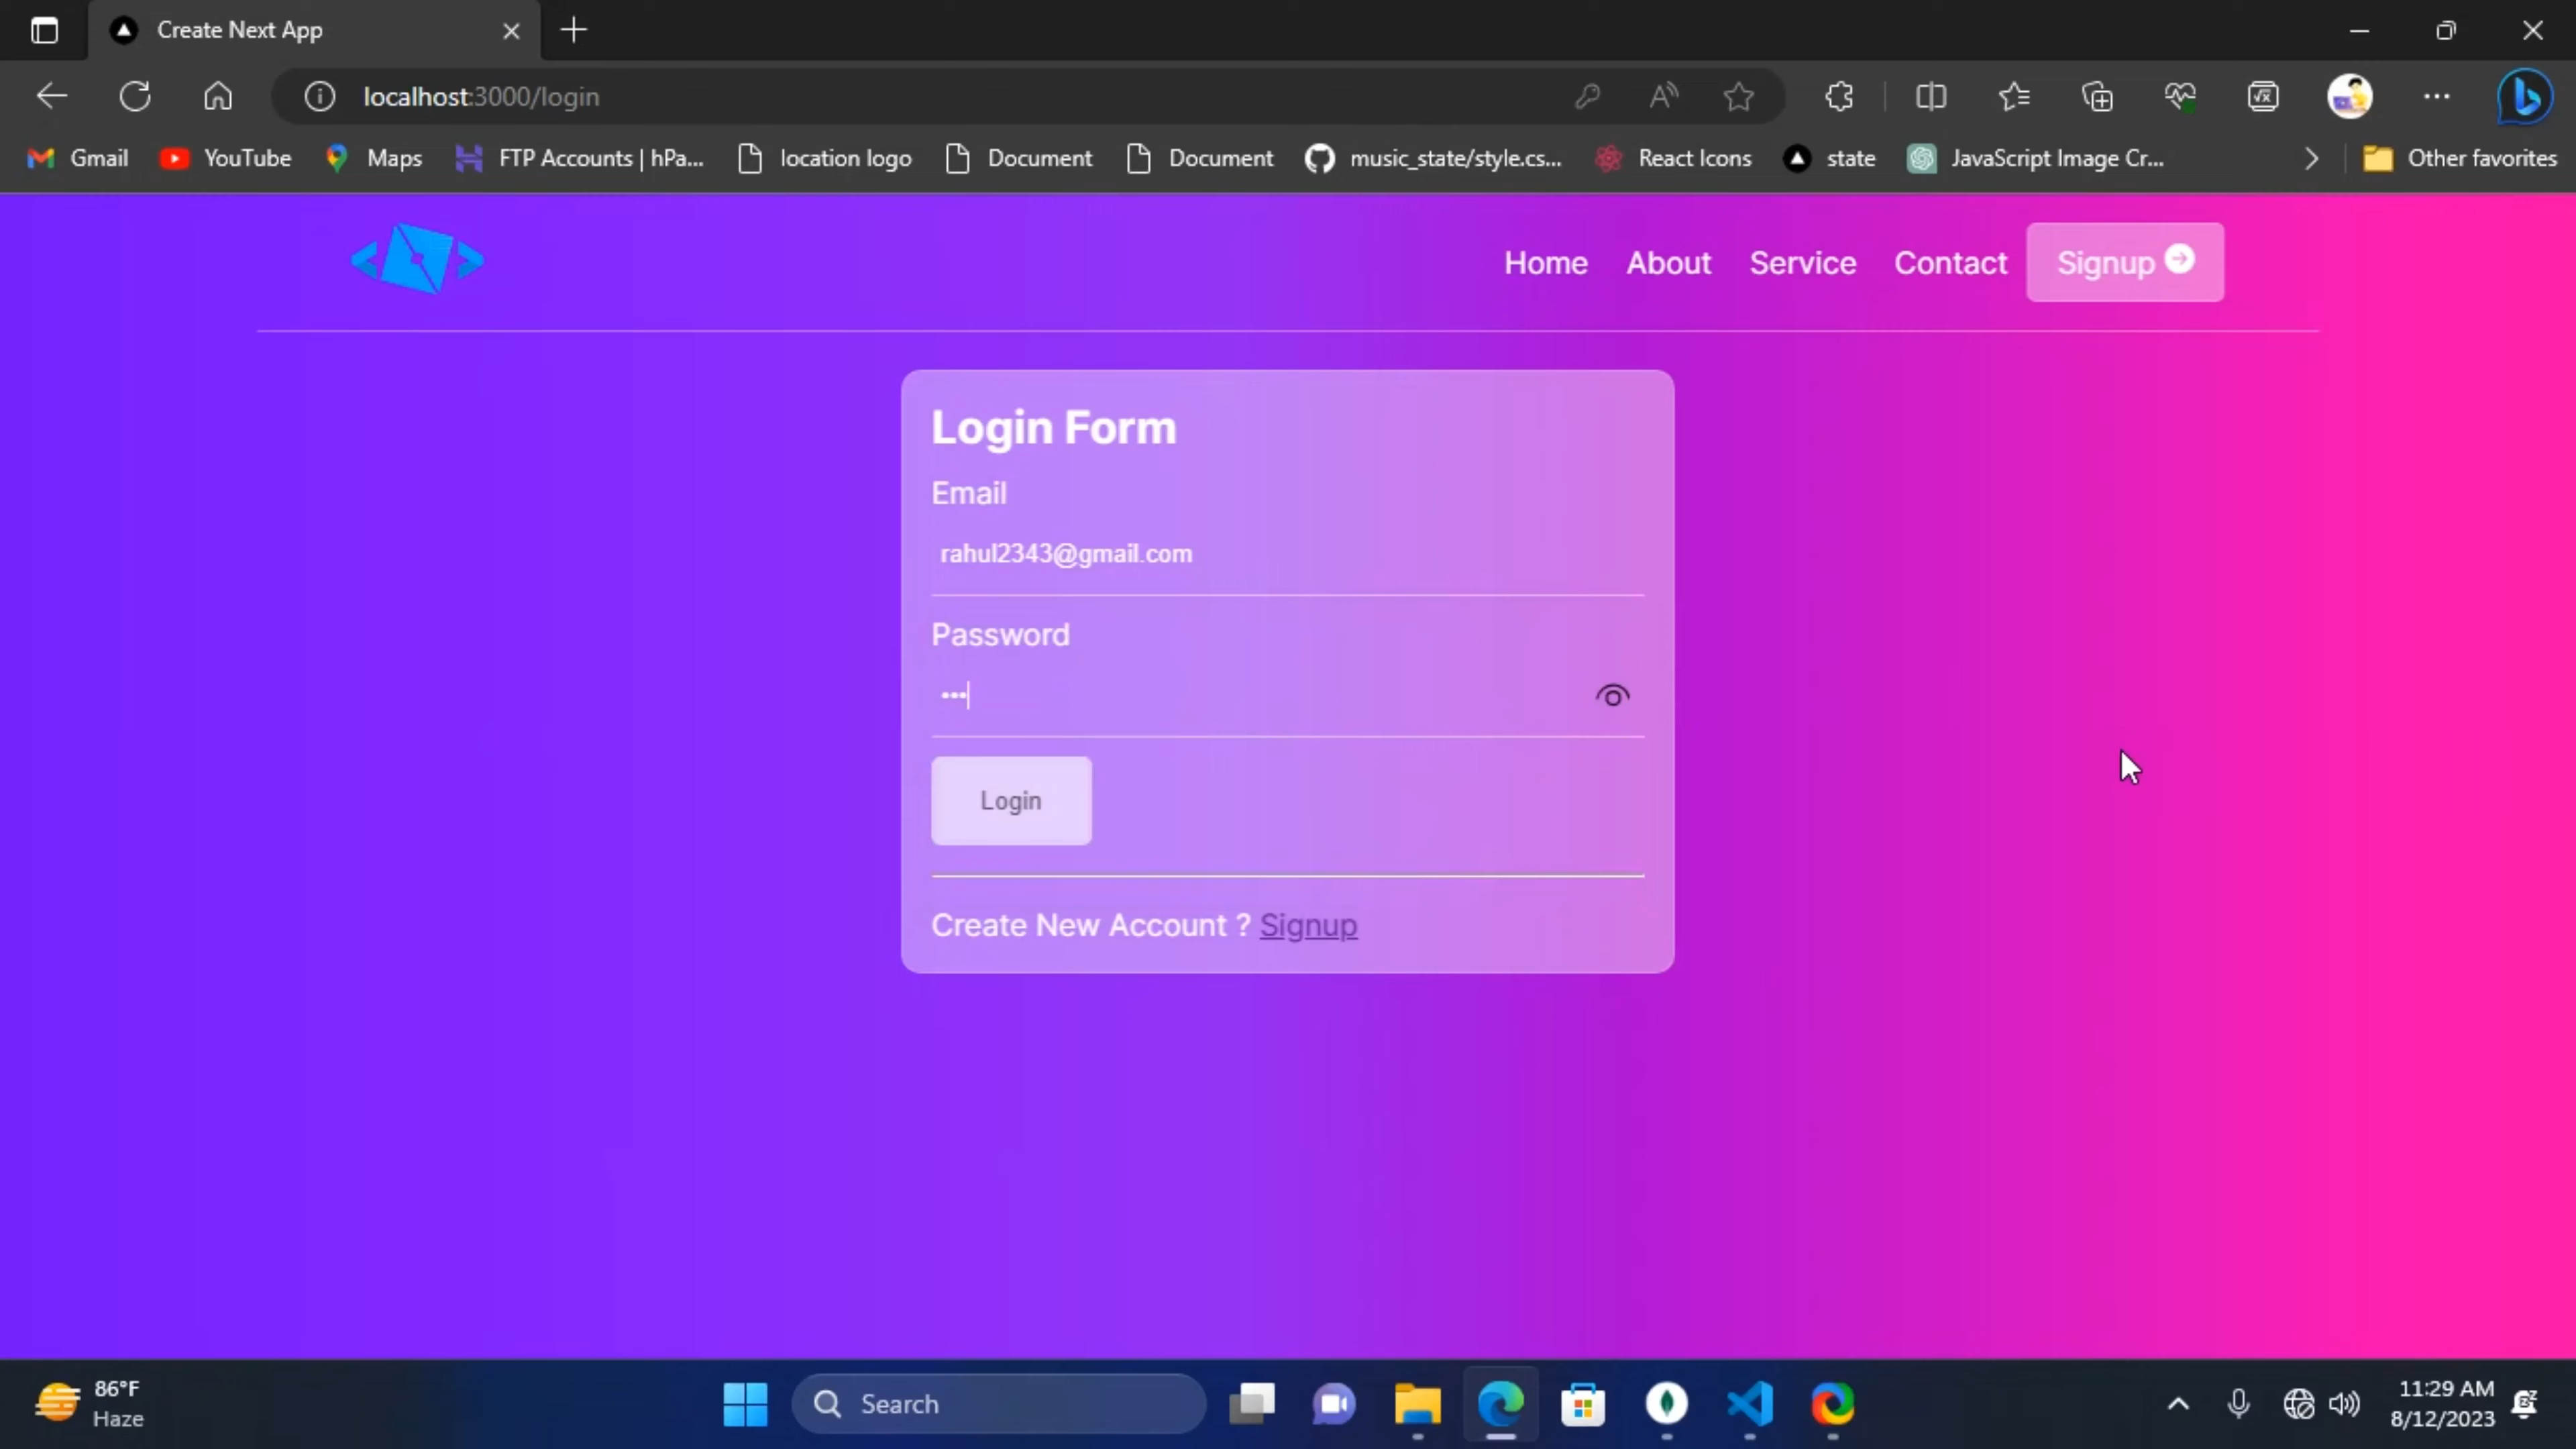 Create Next App
localhost:3000/login
Gmail YouTube Maps FTP Accounts | hPa... location logo Document Document music_state/style.cs... React Icons state JavaScript Image Cr... Other favorites
Home About Service Contact Signup
Login Form
Email
rahul2343@gmail.com
Password
Login
Create New Account ? Signup
86°F
Haze
Search
11:29 AM
8/12/2023